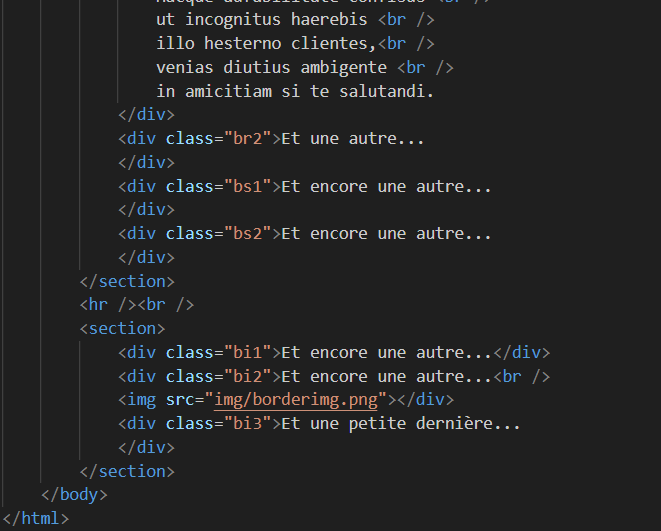 ut incognitus haerebis <br />
illo hesterno clientes,<br />
venias diutius ambigente <br />
in amicitiam si te salutandi.
</div>
<div class="br2">Et une autre...
</div>
<div class="bs1">Et encore une autre...
</div>
<div class="bs2">Et encore une autre...
</div>
</section>
<hr /><br />
<section>
<div class="bi1">Et encore une autre...</div>
<div class="bi2">Et encore une autre...<br />
<img src="img/borderimg.png"></div>
<div class="bi3">Et une petite dernière...
</div>
</section>
</body>
</html>